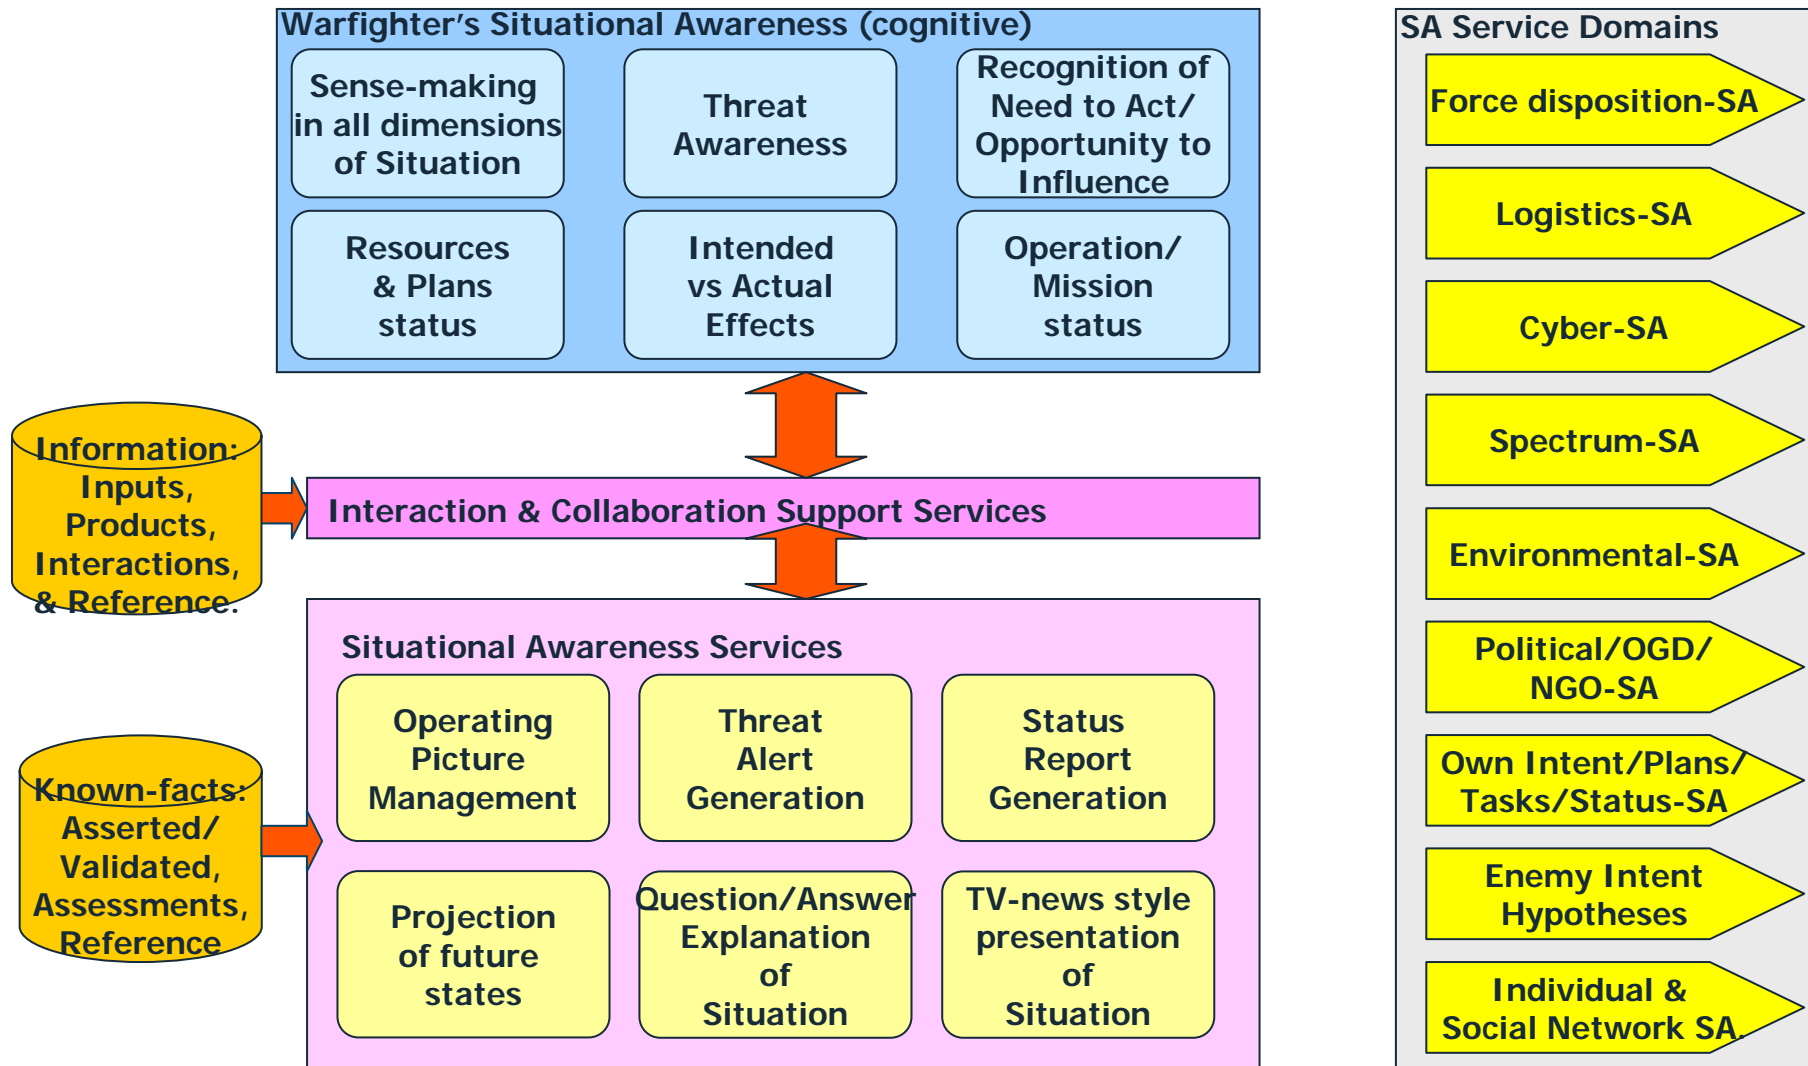 Warfighter's Situational Awareness (cognitive)
Sense-making
in all dimensions
of Situation
Threat
Awareness
Recognition of
Need to Act/
Opportunity to
Influence
Resources
& Plans
status
Intended
vs Actual
Effects
Operation/
Mission
status
Information:
Inputs,
Products,
Interactions,
& Reference.
Interaction & Collaboration Support Services
Known-facts:
Asserted/
Validated,
Assessments,
Reference
Situational Awareness Services
Operating
Picture
Management
Threat
Alert
Generation
Status
Report
Generation
Projection
of future
states
Question/Answer
Explanation
of
Situation
TV-news style
presentation
of
Situation
SA Service Domains
Force disposition-SA
Logistics-SA
Cyber-SA
Spectrum-SA
Environmental-SA
Political/OGD/
NGO-SA
Own Intent/Plans/
Tasks/Status-SA
Enemy Intent
Hypotheses
Individual &
Social Network SA.